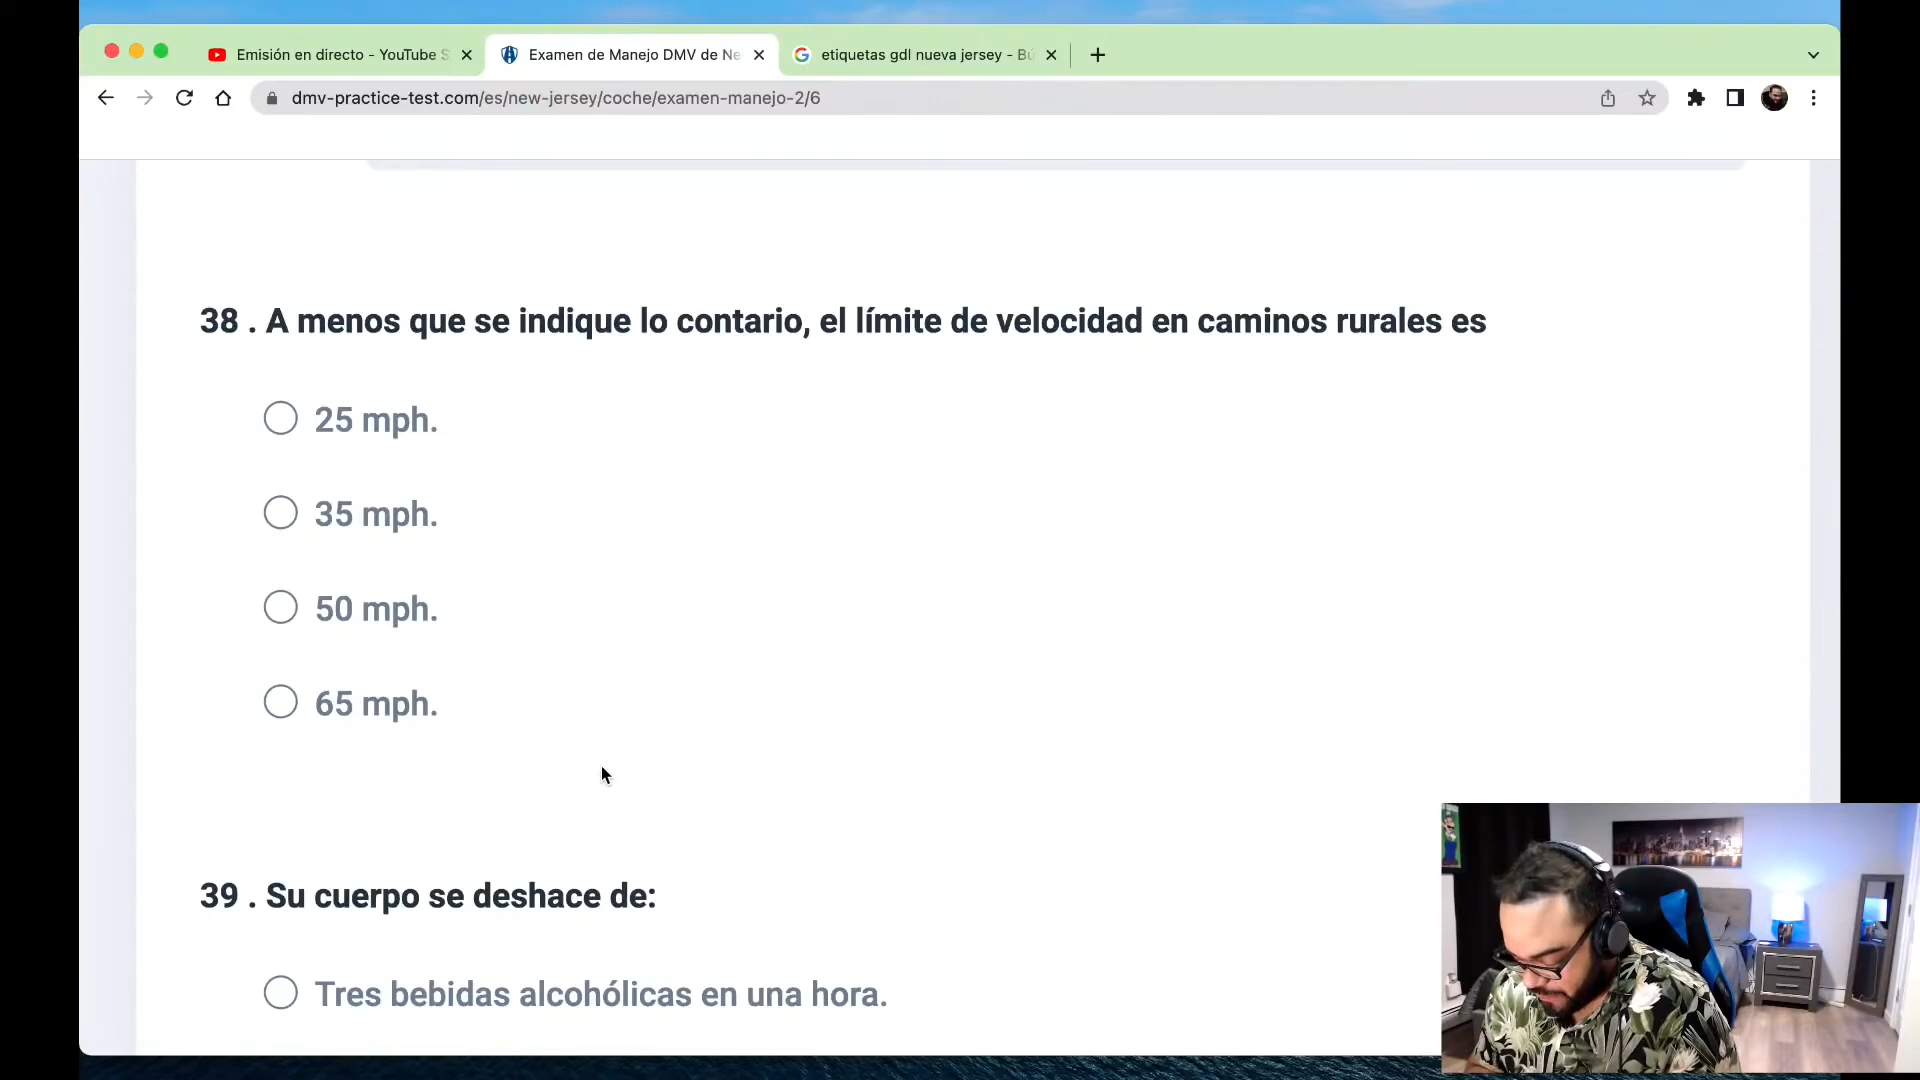 Emisión en directo - YouTube S
Examen de Manejo DMV de Ne
etiquetas gdl nueva jersey - Bú
dmv-practice-test.com/es/new-jersey/coche/examen-manejo-2/6
38 . A menos que se indique lo contario, el límite de velocidad en caminos rurales es
25 mph.
35 mph.
50 mph.
65 mph.
39 . Su cuerpo se deshace de:
Tres bebidas alcohólicas en una hora.